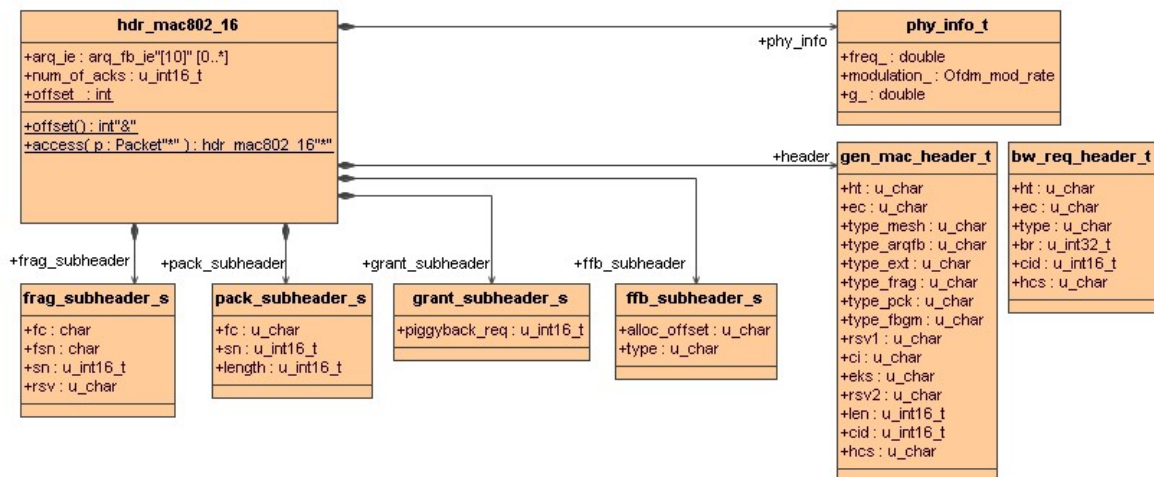 hdr_mac802_16
+arq_ie : arq_fb_ie"[10]" [0..*]
+num_of_acks : u_int16_t
+offset_ : int
+offset() : int"&"
+access( p : Packet"*" ) : hdr_mac802_16"*"
+phy_info
phy_info_t
+freq_ : double
+modulation_ : Ofdm_mod_rate
+g_ : double
+header
gen_mac_header_t
+ht : u_char
+ec : u_char
+type_mesh : u_char
+type_arqfb : u_char
+type_ext : u_char
+type_frag : u_char
+type_pck : u_char
+type_fbgm : u_char
+rsv1 : u_char
+ci : u_char
+eks : u_char
+rsv2 : u_char
+len : u_int16_t
+cid : u_int16_t
+hcs : u_char
bw_req_header_t
+ht : u_char
+ec : u_char
+type : u_char
+br : u_int32_t
+cid : u_int16_t
+hcs : u_char
+frag_subheader
frag_subheader_s
+fc : char
+fsn : char
+sn : u_int16_t
+rsv : u_char
+pack_subheader
pack_subheader_s
+fc : u_char
+sn : u_int16_t
+length : u_int16_t
+grant_subheader
grant_subheader_s
+piggyback_req : u_int16_t
+ffb_subheader
ffb_subheader_s
+alloc_offset : u_char
+type : u_char